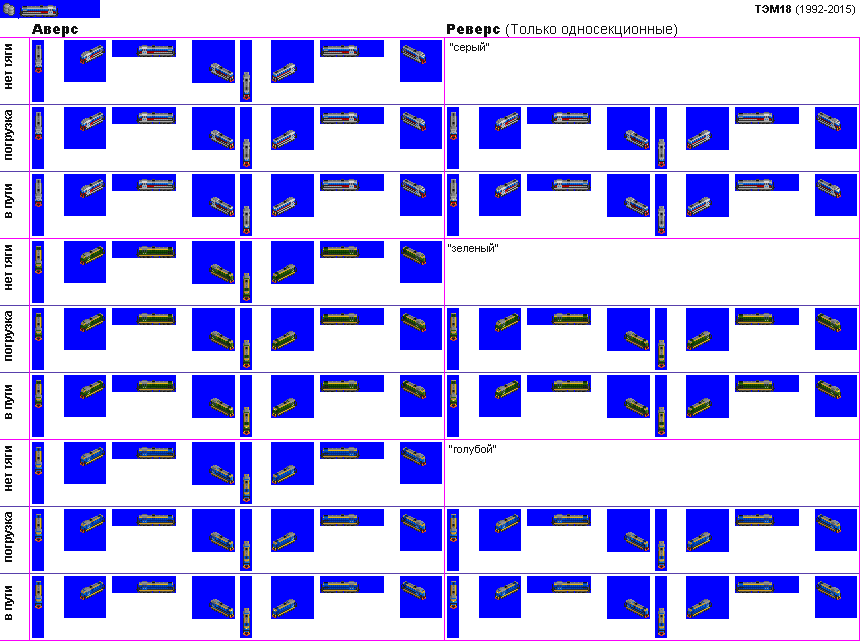 ТЭМ18 (1992-2015)
Аверс
Реверс (Только односекционные)
нет тяги
"серый"
погрузка
в пути
нет тяги
"зеленый"
погрузка
в пути
нет тяги
"голубой"
погрузка
в пути